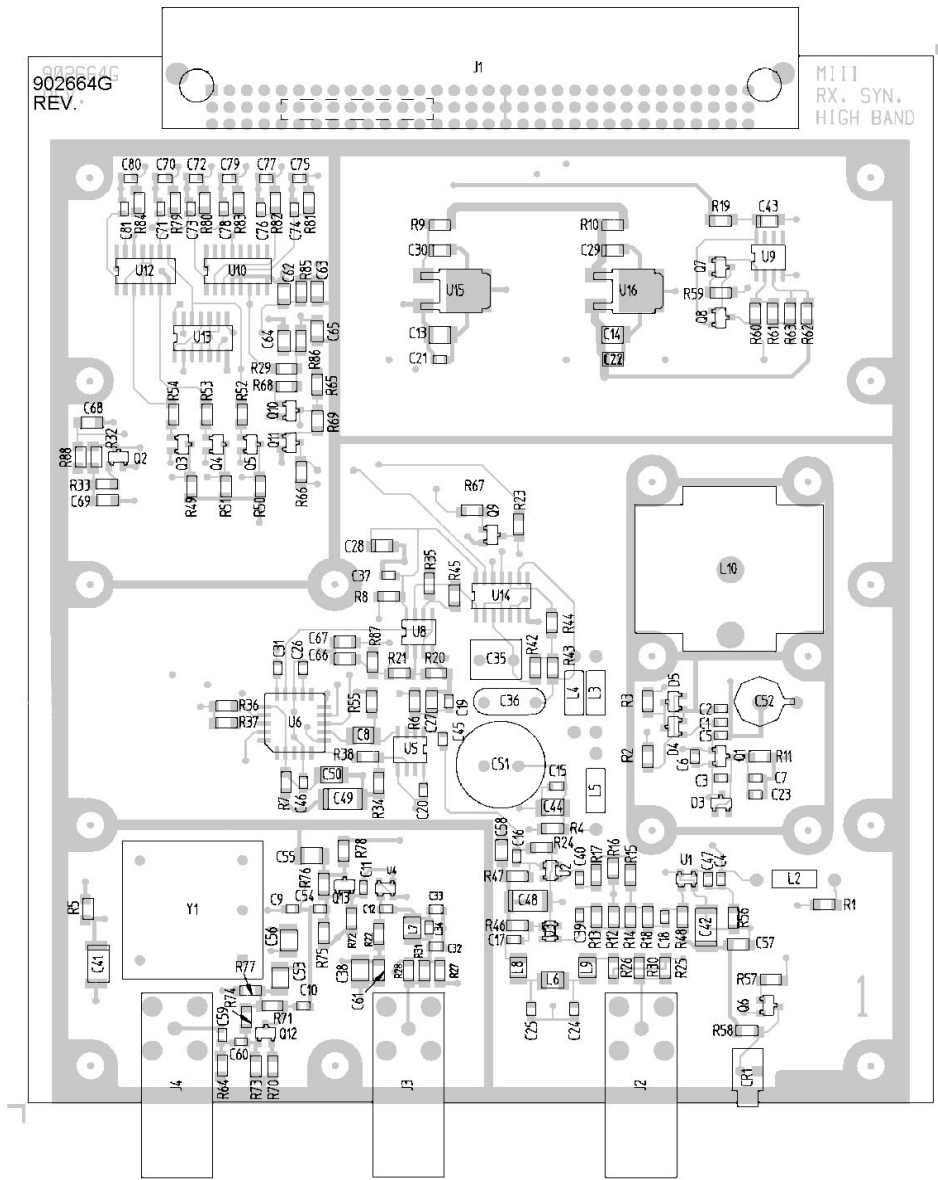 J1
902664G
902664G
REV.
MIII
RX. SYN.
HIGH BAND
C80 C70 C72 C79 C77 C75
C81 R84 C71 R79 C73 R80 C78 R83 C76 R82 C74 R81
R9 R10 R19 C43
C30 C29 Q7 U9
U12 U10 C62 R85 C63
U15 U16 R59
Q8 R60 R61 R63 R62
U13 C64 R86 C65
C13 C14
C21 C22
R29
R68 R65
R54 R53 R52 Q10
C68 R69
R88 R32 Q2 Q3 Q4 Q5 Q11
R33 R66
C69 R49 R51 R50
R67 Q9 R23
C28 R35 R45
C37 U14
R8
L10
U8 R44
C67 R87 C35 R42 R43
C66
C31 C26 R21 R20
R36 R55 R6 C27 C19 C36 L4 L3
R37 U6 C8 C45
R38 U5 C51
R3 D5 C2 C52
C1
C5
D4
R2 C6 Q1 R11
C3 C7
D3 C23
R7 C46 C50 C49 R34 C20
C15 L5
C44
R4
C58 C16 R24
C55 R78
R76 Q13 C11 U4
R47 U2 C40 R17 R16 R15 U1 C47 C4 L2
R5 Y1 C9 C54 C12 C33
C48 R1
R72 R22 L7 C34
C56 R75 C32
R46 U3 C39 R13 R12 R14 R18 C18 R48 C42 R56
C17 C57
C41 C53 C38 C61 R28 R31 R27
L8 L6 L9 R26 R30 R25
R77 R57
R74 C10
R71 C25 C24 Q6 1
C59 Q12 R58
C60
R64 R73 R70
J4 J3 J2 CR1